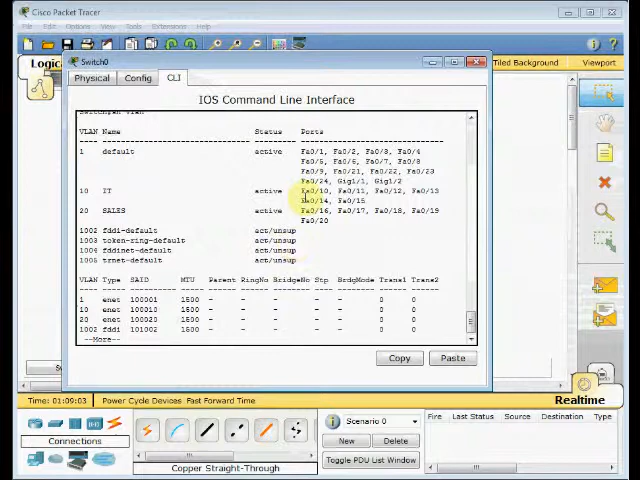 Cisco Packet Tracer
File Edit Options View Tools Extensions Help
Logica
Tiled Background
Viewport
Switch0
Physical
Config
CLI
IOS Command Line Interface
VLAN Name Status Ports
1 default active Fa0/1, Fa0/2, Fa0/3, Fa0/4
Fa0/5, Fa0/6, Fa0/7, Fa0/8
Fa0/9, Fa0/21, Fa0/22, Fa0/23
Fa0/24, Gig1/1, Gig1/2
10 IT active Fa0/10, Fa0/11, Fa0/12, Fa0/13
Fa0/14, Fa0/15
20 SALES active Fa0/16, Fa0/17, Fa0/18, Fa0/19
Fa0/20
1002 fddi-default act/unsup
1003 token-ring-default act/unsup
1004 fddinet-default act/unsup
1005 trnet-default act/unsup
VLAN Type SAID MTU Parent RingNo BridgeNo Stp BrdgMode Trans1 Trans2
1 enet 100001 1500 - - - - - 0 0
10 enet 100010 1500 - - - - - 0 0
20 enet 100020 1500 - - - - - 0 0
1002 fddi 101002 1500 - - - - - 0 0
--More--
Copy
Paste
Time: 01:09:03 Power Cycle Devices Fast Forward Time
Realtime
Connections
Copper Straight-Through
Scenario 0
New
Delete
Toggle PDU List Window
Fire Last Status Source Destination Type